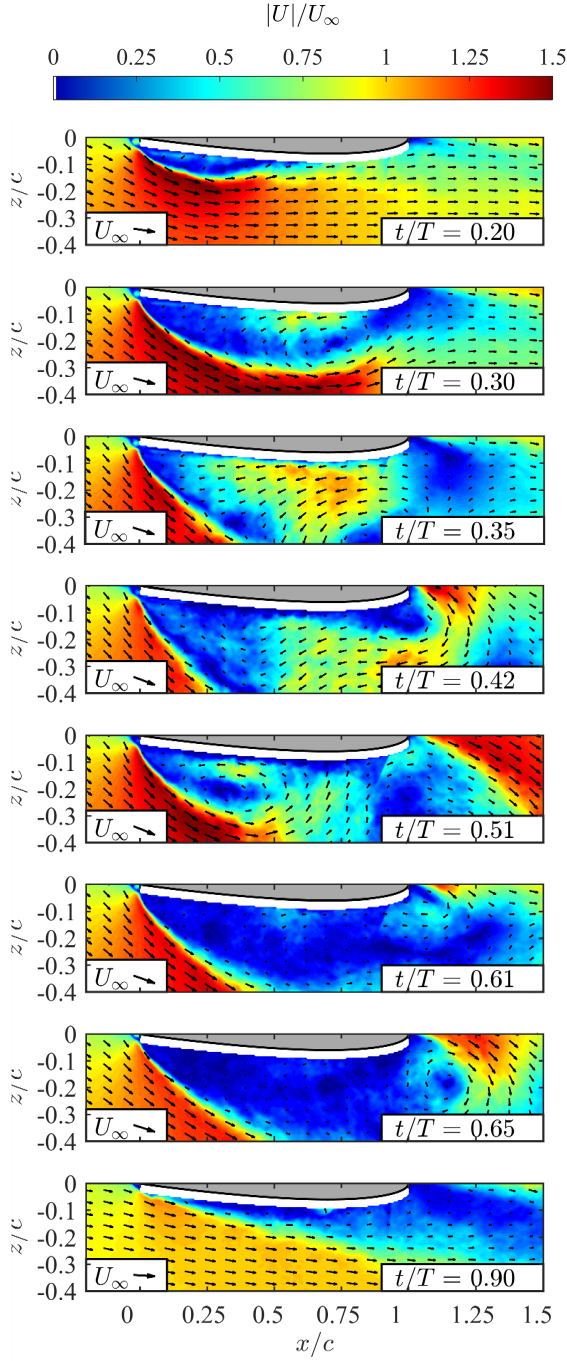 |U|/U∞
0 0.25 0.5 0.75 1 1.25 1.5
0
-0.1
-0.2
-0.3
-0.4
z/c
U∞
t/T = 0.20
0
-0.1
-0.2
-0.3
-0.4
z/c
U∞
t/T = 0.30
0
-0.1
-0.2
-0.3
-0.4
z/c
U∞
t/T = 0.35
0
-0.1
-0.2
-0.3
-0.4
z/c
U∞
t/T = 0.42
0
-0.1
-0.2
-0.3
-0.4
z/c
U∞
t/T = 0.51
0
-0.1
-0.2
-0.3
-0.4
z/c
U∞
t/T = 0.61
0
-0.1
-0.2
-0.3
-0.4
z/c
U∞
t/T = 0.65
0
-0.1
-0.2
-0.3
-0.4
z/c
U∞
t/T = 0.90
0 0.25 0.5 0.75 1 1.25 1.5
x/c